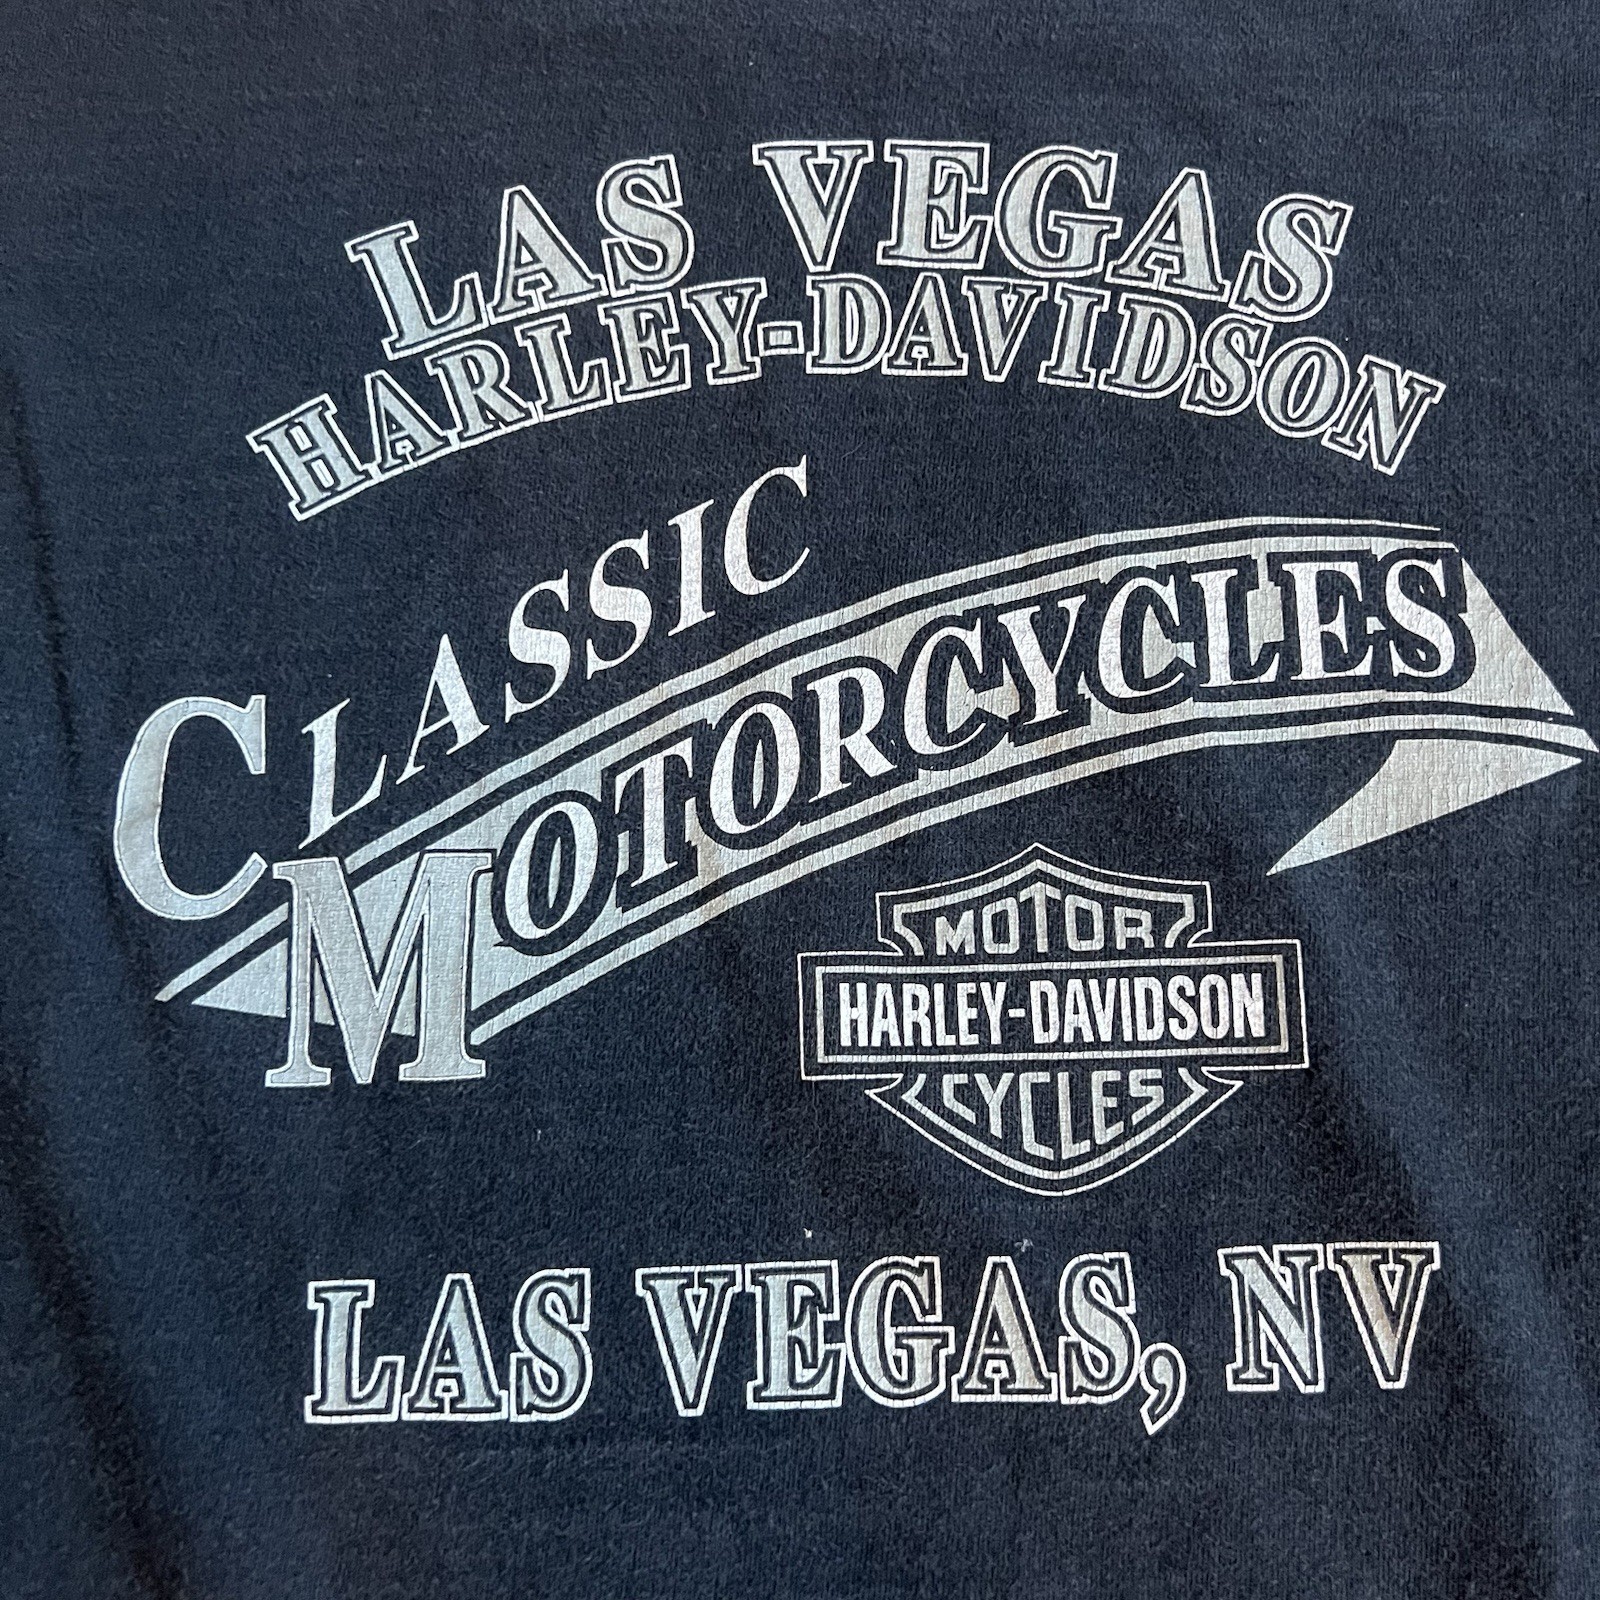 LAS VEGAS
HARLEY-DAVIDSON
CLASSIC
MOTORCYCLES
MOTOR
HARLEY-DAVIDSON
CYCLES
LAS VEGAS, NV